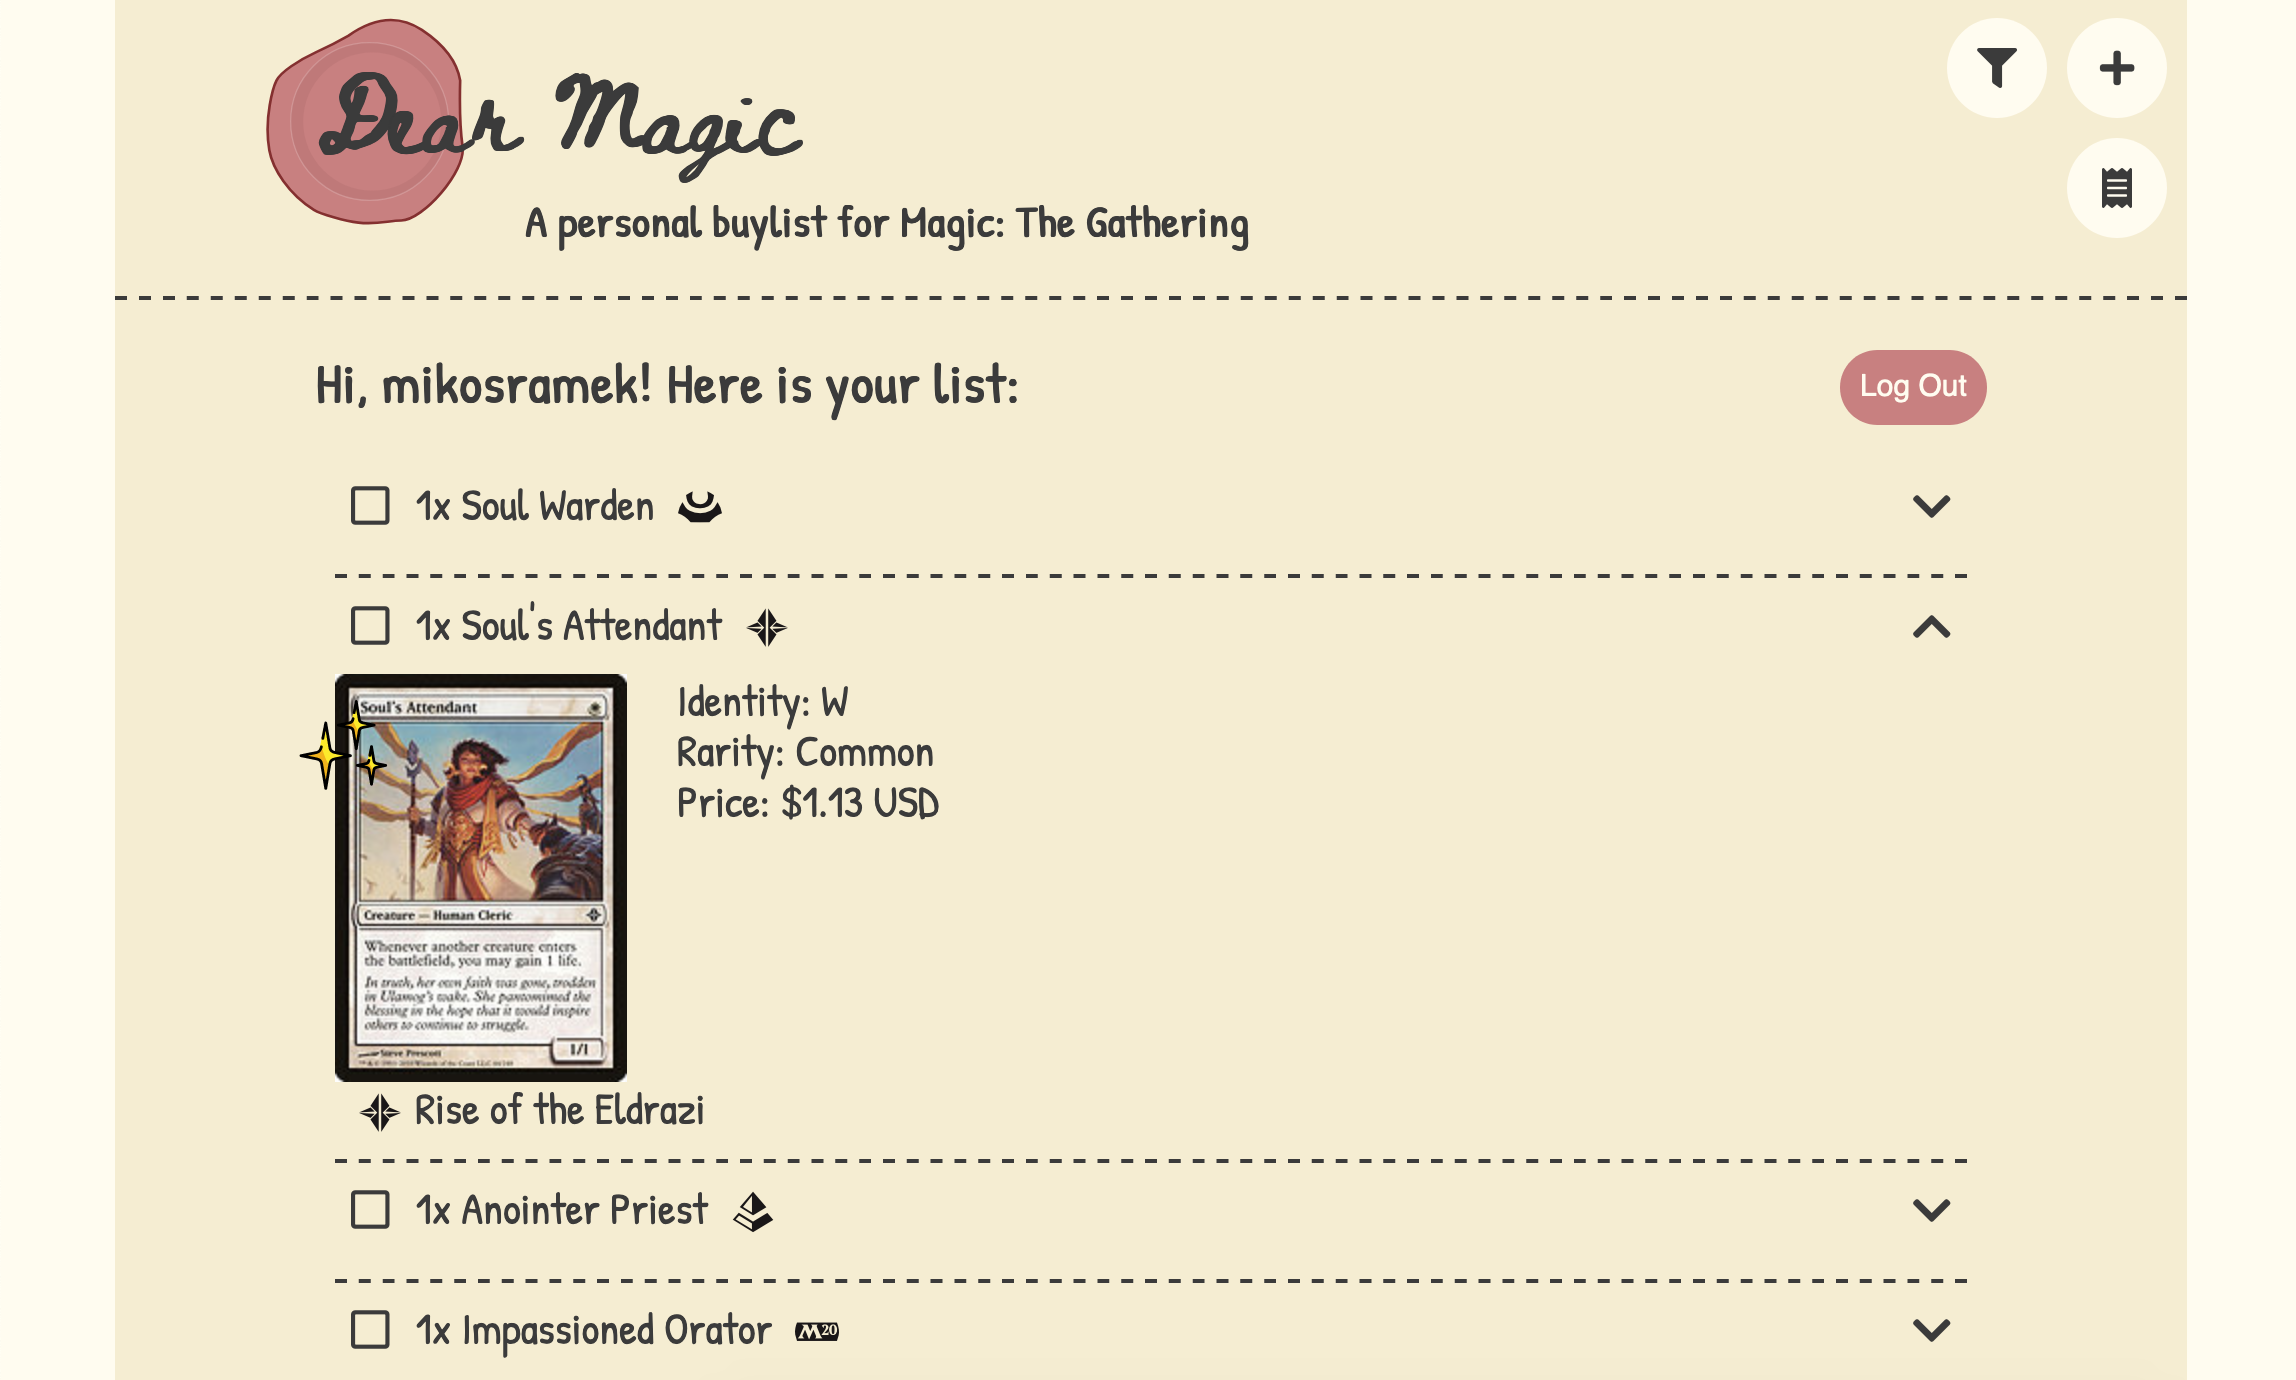 Dear Magic
A personal buylist for Magic: The Gathering
Hi, mikosramek! Here is your list:
Log Out
1x Soul Warden
1x Soul's Attendant
Soul's Attendant
Creature — Human Cleric
Whenever another creature enters
the battlefield, you may gain 1 life.
In truth, her own faith was gone, trodden
in Ulamog's wake. She pantomimed the
blessing in the hope that it would inspire
others to continue to struggle.
Steve Prescott
1/1
Identity: W
Rarity: Common
Price: $1.13 USD
Rise of the Eldrazi
1x Anointer Priest
1x Impassioned Orator
M20